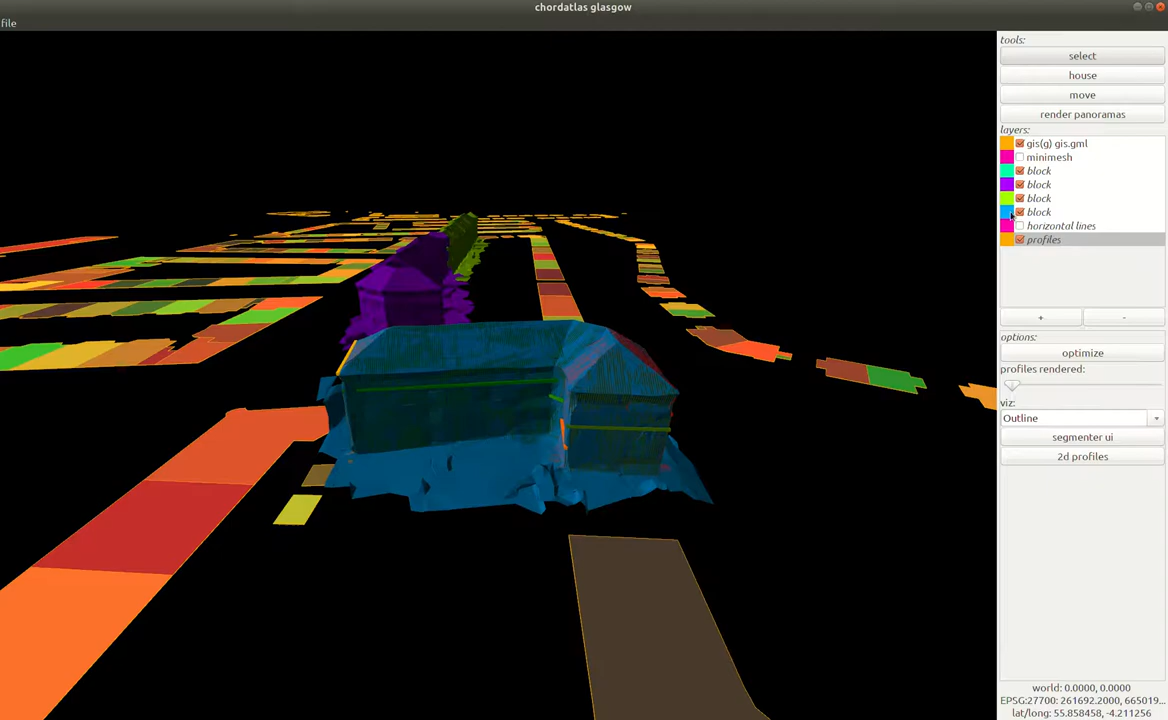 chordatlas glasgow
file
tools:
select
house
move
render panoramas
layers:
gis(g) gis.gml
minimesh
block
block
block
block
horizontal lines
profiles
+ -
options:
optimize
profiles rendered:
viz:
Outline
segmenter ui
2d profiles
world: 0.0000, 0.0000
EPSG:27700: 261692.2000, 665019...
lat/long: 55.858458, -4.211256